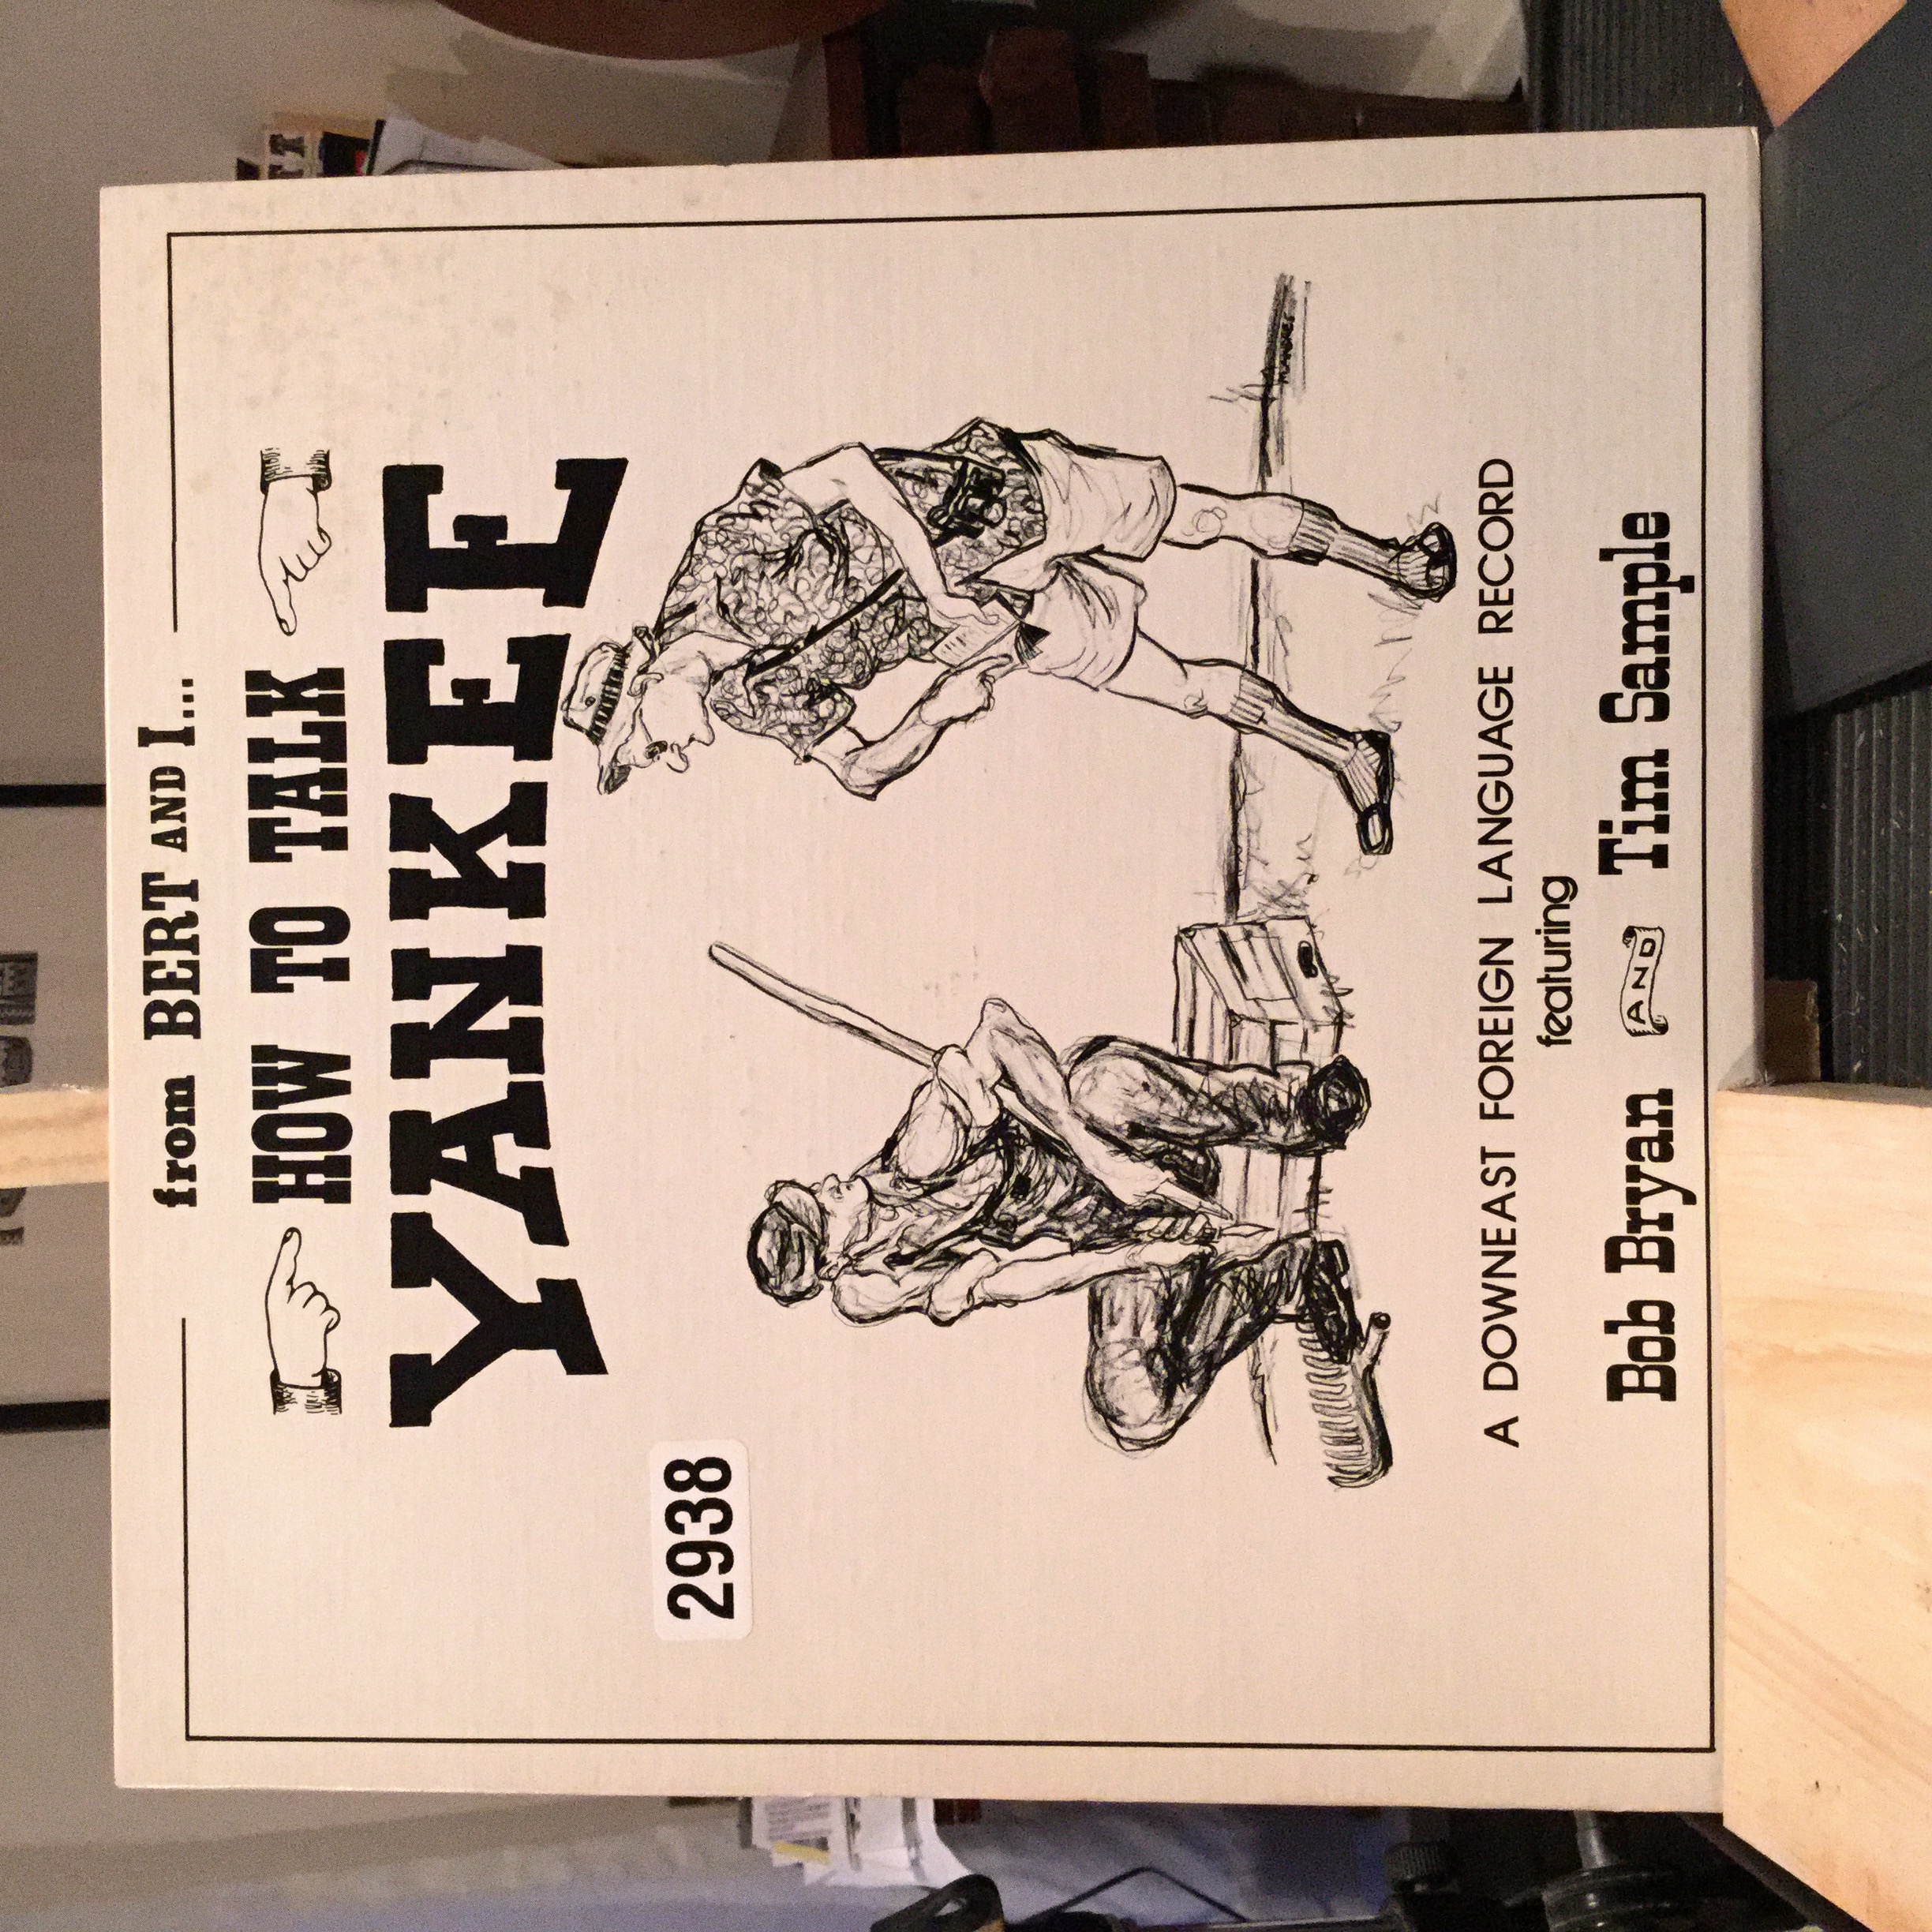 from BERT AND I...
HOW TO TALK
YANKEE
2938
A DOWNEAST FOREIGN LANGUAGE RECORD
featuring
Bob Bryan AND Tim Sample